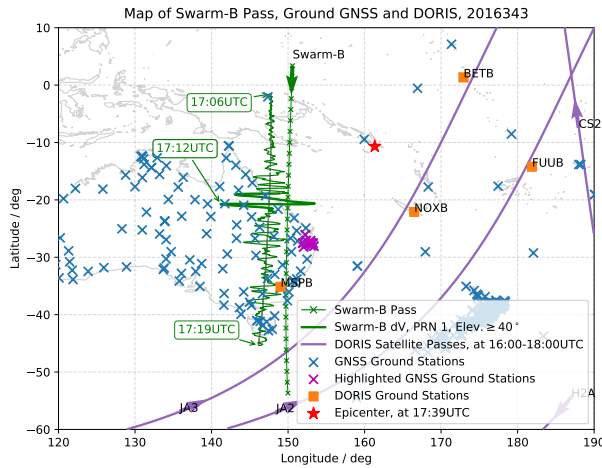 Map of Swarm-B Pass, Ground GNSS and DORIS, 2016343
10
0
−10
−20
−30
−40
−50
−60
Latitude / deg
120
130
140
150
160
170
180
190
Longitude / deg
Swarm-B
BETB
17:06UTC
CS2
17:12UTC
FUUB
NOXB
MSPB
17:19UTC
JA3
JA2
H2A
Swarm-B Pass
Swarm-B dV, PRN 1, Elev. ≥ 40°
DORIS Satellite Passes, at 16:00-18:00UTC
GNSS Ground Stations
Highlighted GNSS Ground Stations
DORIS Ground Stations
Epicenter, at 17:39UTC